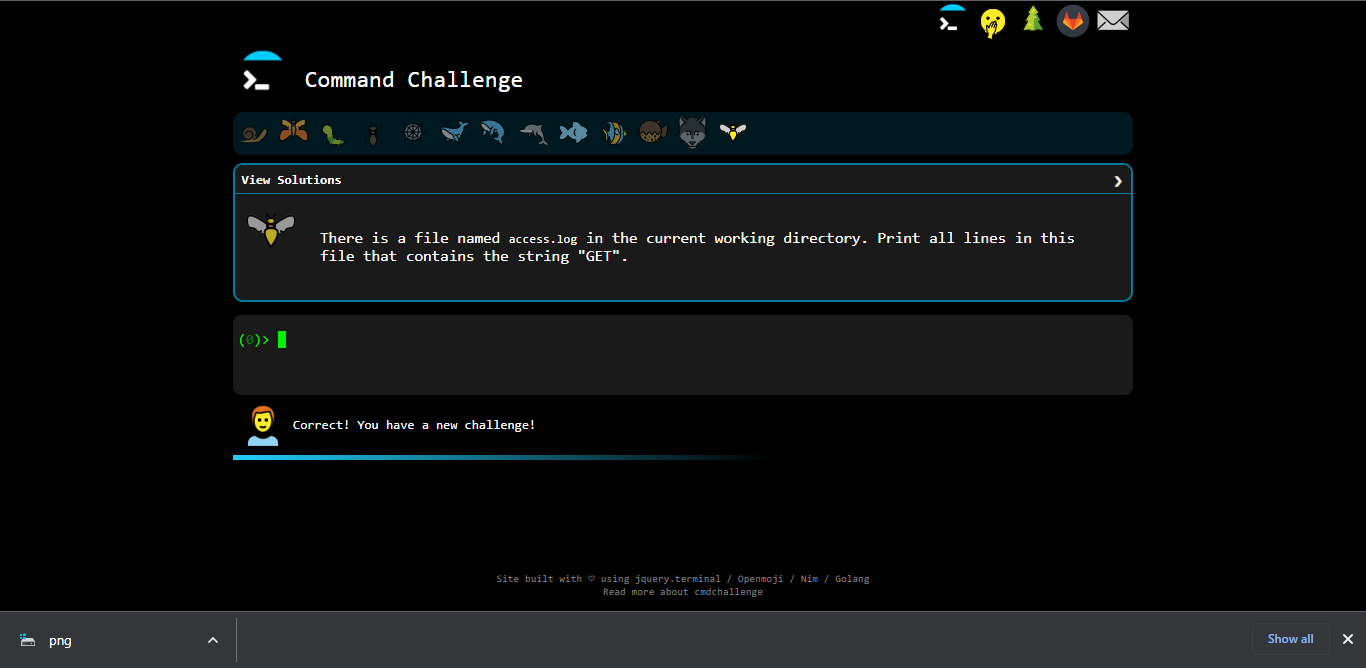 Command Challenge
View Solutions
There is a file named access.log in the current working directory. Print all lines in this
file that contains the string "GET".
(0)>
Correct! You have a new challenge!
Site built with ♡ using jquery.terminal / Openmoji / Nim / Golang
Read more about cmdchallenge
png
Show all